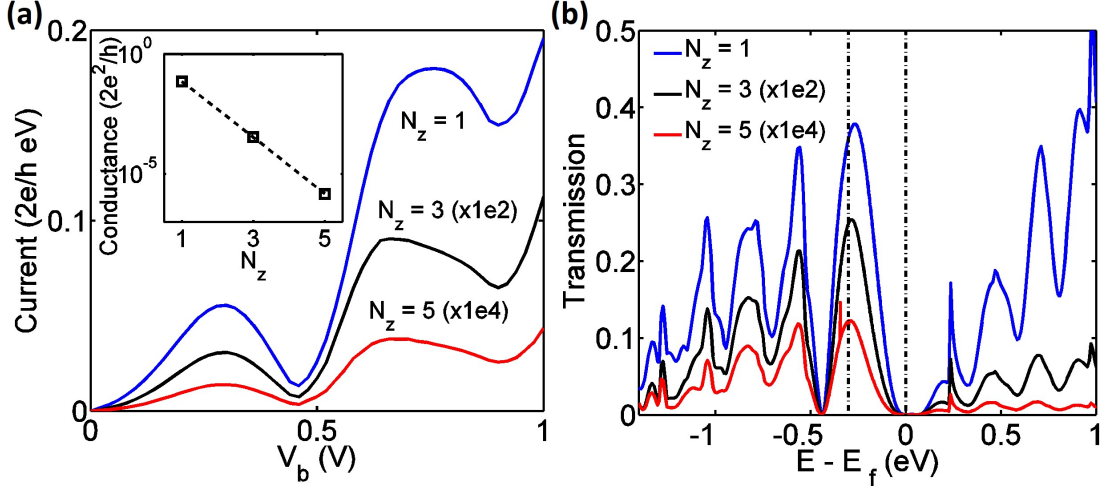 (a)
0.2
0.1
0
Current (2e/h eV)
0
0.5
1
V_b (V)
N_z = 1
N_z = 3 (x1e2)
N_z = 5 (x1e4)
10^0
10^-5
Conductance (2e^2/h)
1
3
5
N_z
(b)
0.5
0.4
0.3
0.2
0.1
0
Transmission
N_z = 1
N_z = 3 (x1e2)
N_z = 5 (x1e4)
-1
-0.5
0
0.5
1
E - E_f (eV)